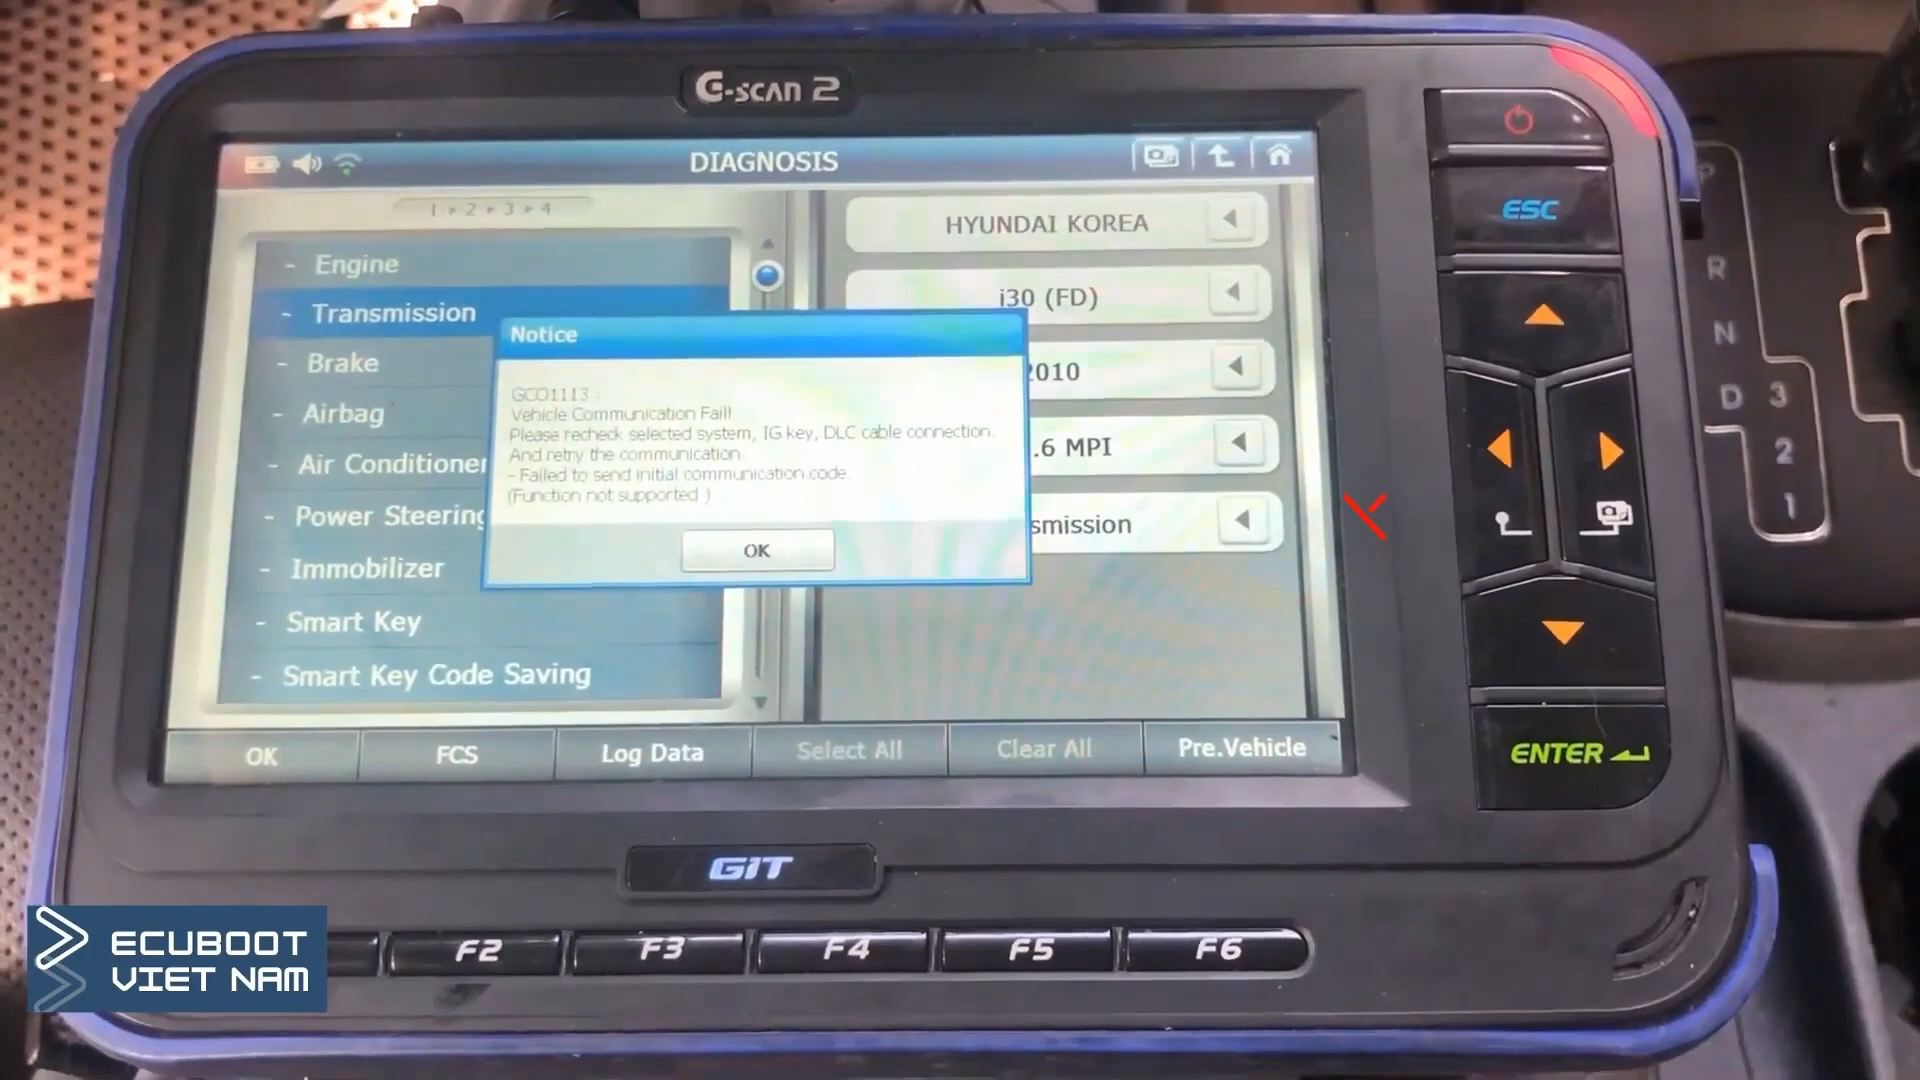 G-scan 2
DIAGNOSIS
1 2 3 4
- Engine
- Transmission
- Brake
- Airbag
- Air Conditioner
- Power Steering
- Immobilizer
- Smart Key
- Smart Key Code Saving
HYUNDAI KOREA
i30 (FD)
2010
.6 MPI
smission
Notice
GCO1113 :
Vehicle Communication Fail!
Please recheck selected system, IG key, DLC cable connection.
And retry the communication.
- Failed to send initial communication code.
(Function not supported )
OK
OK
FCS
Log Data
Select All
Clear All
Pre.Vehicle
ESC
ENTER
GIT
F2
F3
F4
F5
F6
P
R
N
D
3
2
1
ECUBOOT
VIET NAM